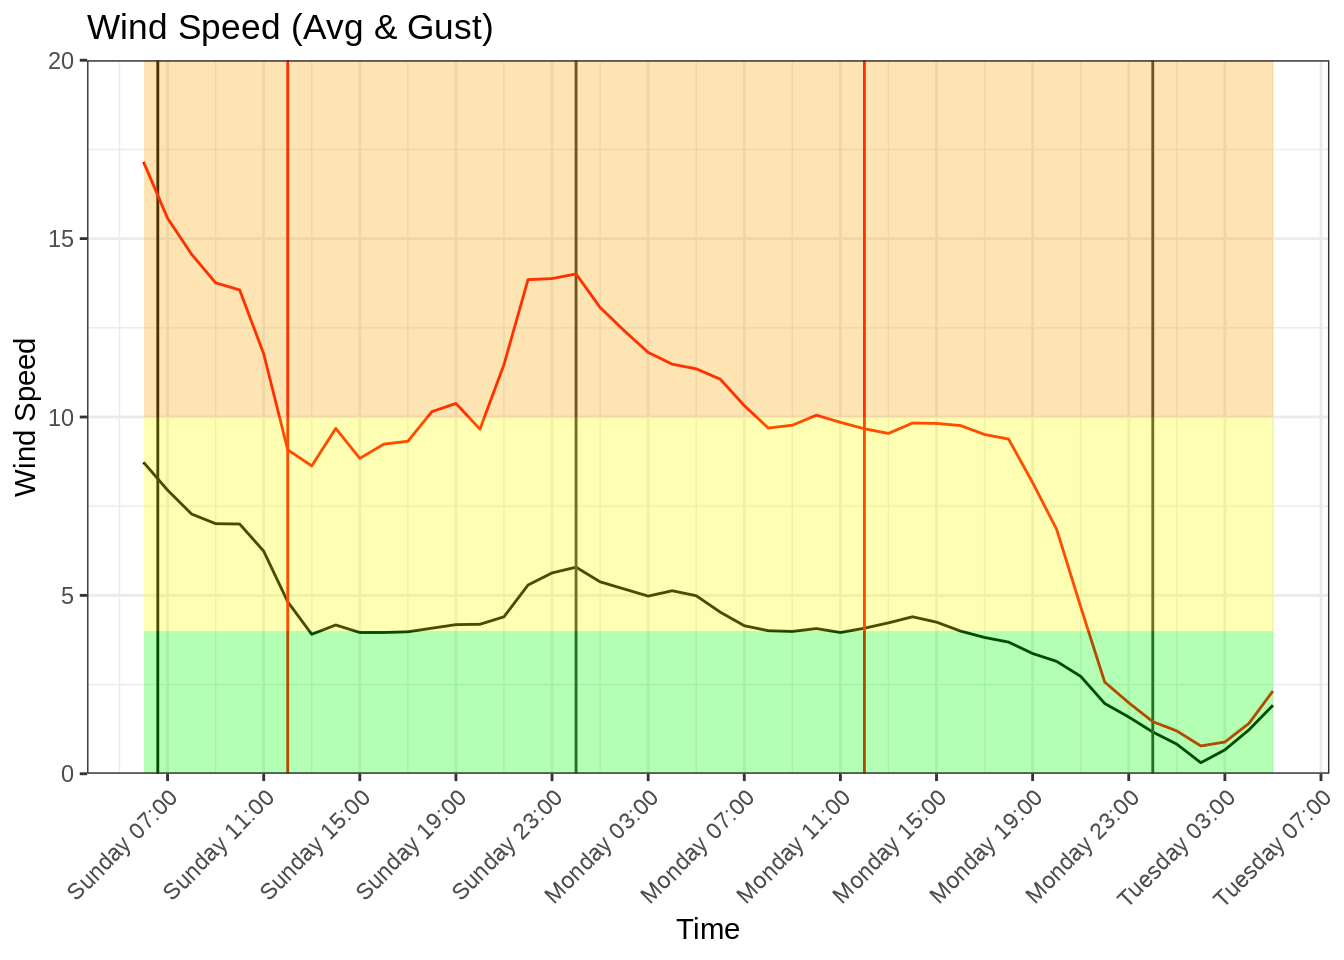 Wind Speed (Avg & Gust)
20
15
10
5
0
Wind Speed
Sunday 07:00
Sunday 11:00
Sunday 15:00
Sunday 19:00
Sunday 23:00
Monday 03:00
Monday 07:00
Monday 11:00
Monday 15:00
Monday 19:00
Monday 23:00
Tuesday 03:00
Tuesday 07:00
Time